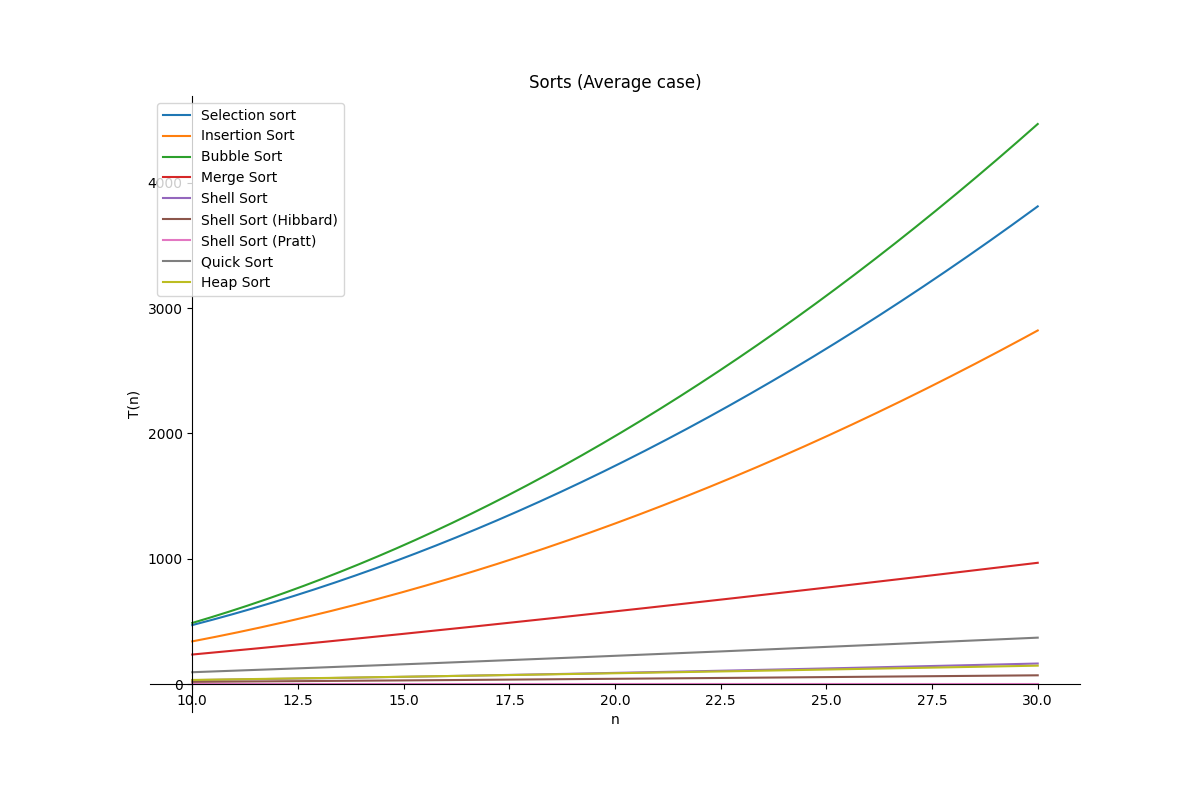 Sorts (Average case)
Selection sort
Insertion Sort
Bubble Sort
Merge Sort
Shell Sort
Shell Sort (Hibbard)
Shell Sort (Pratt)
Quick Sort
Heap Sort
4000
3000
2000
1000
0
T(n)
10.0 12.5 15.0 17.5 20.0 22.5 25.0 27.5 30.0
n